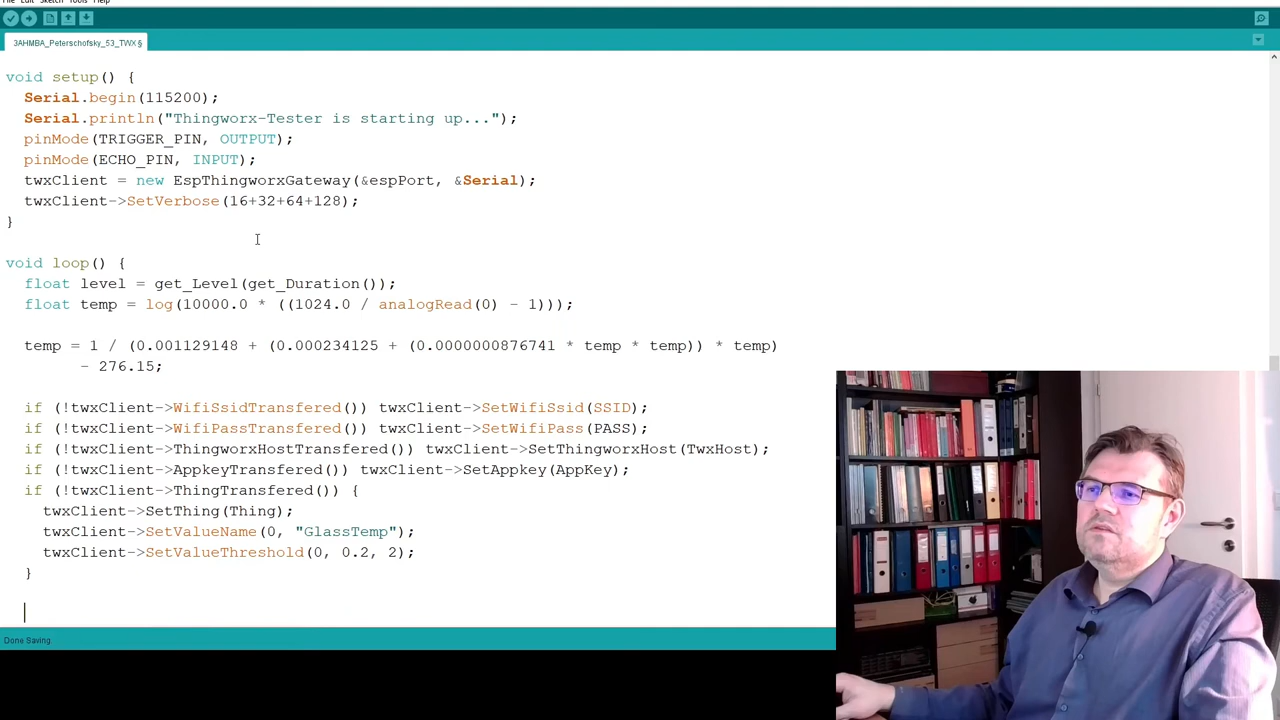 File Edit Sketch Tools Help
3AHMBA_Peterschofsky_53_TWX §
void setup() {
Serial.begin(115200);
Serial.println("Thingworx-Tester is starting up...");
pinMode(TRIGGER_PIN, OUTPUT);
pinMode(ECHO_PIN, INPUT);
twxClient = new EspThingworxGateway(&espPort, &Serial);
twxClient->SetVerbose(16+32+64+128);
}
void loop() {
float level = get_Level(get_Duration());
float temp = log(10000.0 * ((1024.0 / analogRead(0) - 1)));
temp = 1 / (0.001129148 + (0.000234125 + (0.0000000876741 * temp * temp)) * temp)
- 276.15;
if (!twxClient->WifiSsidTransfered()) twxClient->SetWifiSsid(SSID);
if (!twxClient->WifiPassTransfered()) twxClient->SetWifiPass(PASS);
if (!twxClient->ThingworxHostTransfered()) twxClient->SetThingworxHost(TwxHost);
if (!twxClient->AppkeyTransfered()) twxClient->SetAppkey(AppKey);
if (!twxClient->ThingTransfered()) {
twxClient->SetThing(Thing);
twxClient->SetValueName(0, "GlassTemp");
twxClient->SetValueThreshold(0, 0.2, 2);
}
Done Saving.